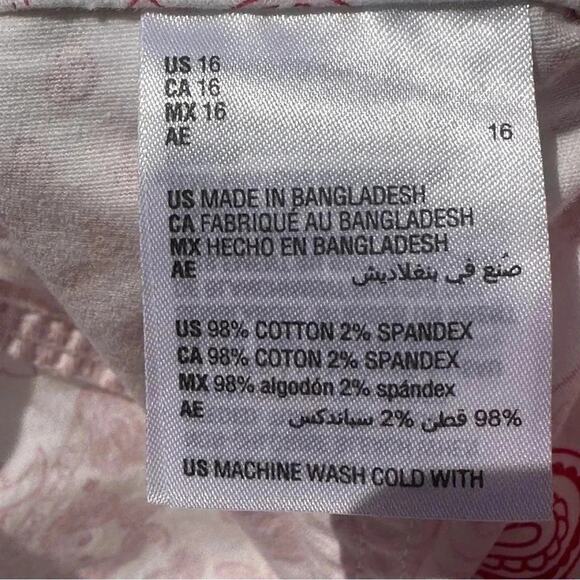 US 16
CA 16
MX 16
AE 16
US MADE IN BANGLADESH
CA FABRIQUÉ AU BANGLADESH
MX HECHO EN BANGLADESH
AE صُنع في بنغلاديش
US 98% COTTON 2% SPANDEX
CA 98% COTON 2% SPANDEX
MX 98% algodón 2% spándex
AE 98% قطن 2% سباندكس
US MACHINE WASH COLD WITH